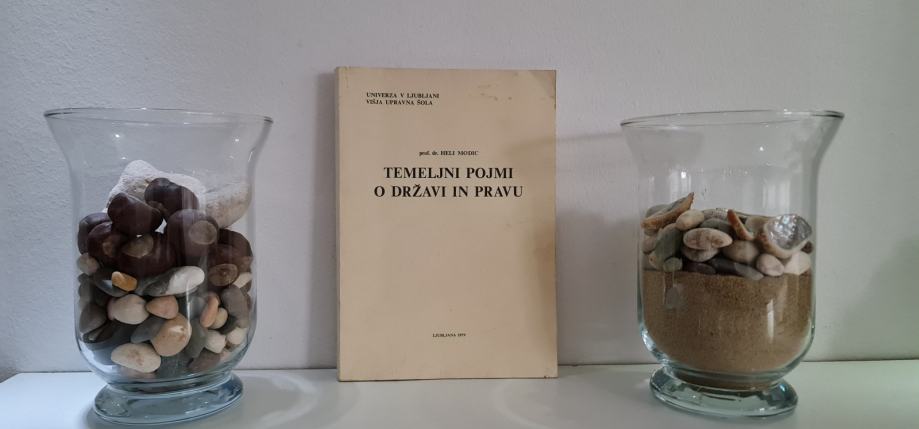 UNIVERZA V LJUBLJANI
VIŠJA UPRAVNA ŠOLA
prof. dr. HELI MODIC
TEMELJNI POJMI
O DRŽAVI IN PRAVU
LJUBLJANA 1979